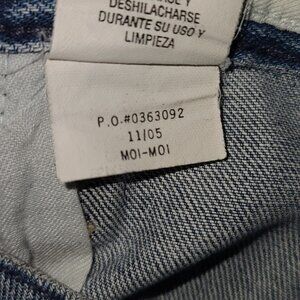 DESHILACHARSE
DURANTE SU USO Y
LIMPIEZA
P.O.#0363092
11/05
MOI-MOI